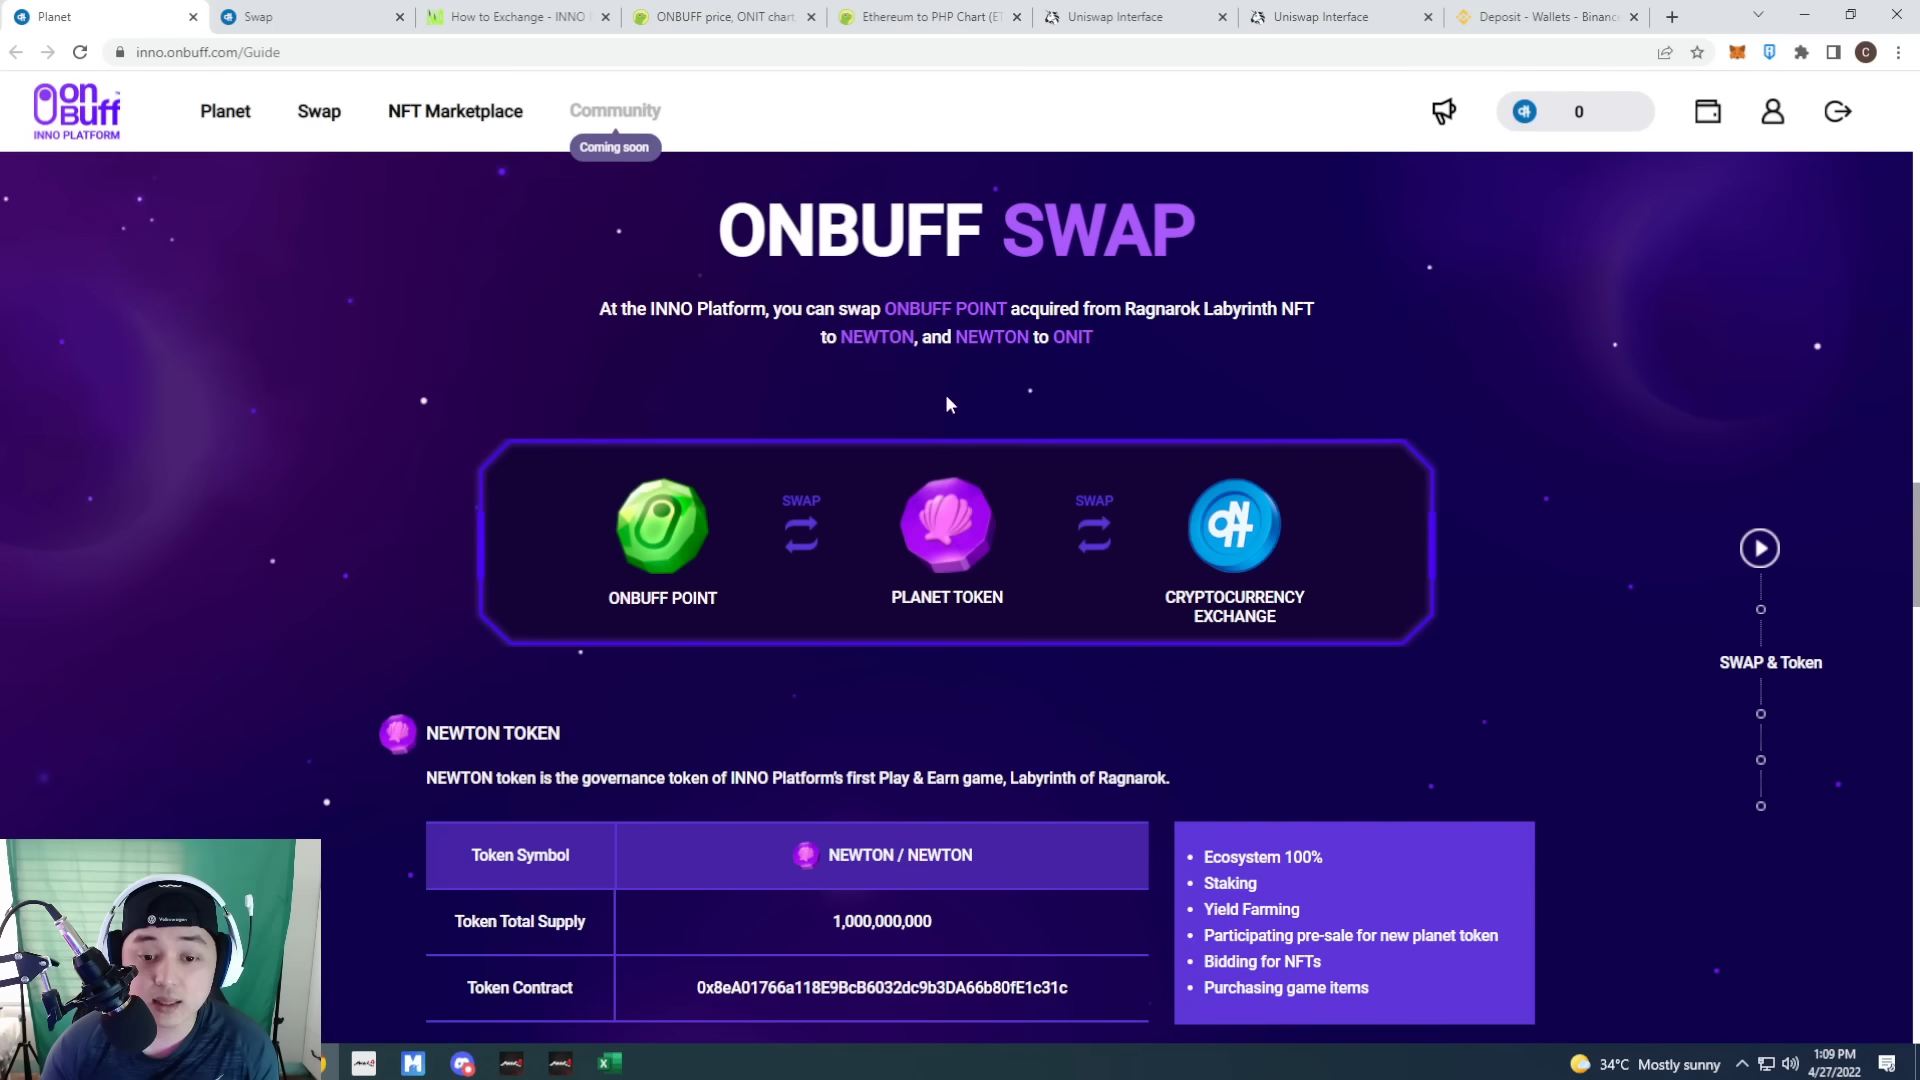 Planet
Swap
How to Exchange - INNO
ONBUFF price, ONIT chart,
Ethereum to PHP Chart (ET
Uniswap Interface
Uniswap Interface
Deposit - Wallets - Binanc
inno.onbuff.com/Guide
C
on
Buff
INNO PLATFORM
Planet
Swap
NFT Marketplace
Community
Coming soon
0
ONBUFF SWAP
At the INNO Platform, you can swap ONBUFF POINT acquired from Ragnarok Labyrinth NFT
to NEWTON, and NEWTON to ONIT
SWAP
SWAP
ONBUFF POINT
PLANET TOKEN
CRYPTOCURRENCY
EXCHANGE
SWAP & Token
NEWTON TOKEN
NEWTON token is the governance token of INNO Platform's first Play & Earn game, Labyrinth of Ragnarok.
Token Symbol
NEWTON / NEWTON
Token Total Supply
1,000,000,000
Token Contract
0x8eA01766a118E9BcB6032dc9b3DA66b80fE1c31c
• Ecosystem 100%
• Staking
• Yield Farming
• Participating pre-sale for new planet token
• Bidding for NFTs
• Purchasing game items
Volkswagen
34°C Mostly sunny
1:09 PM
4/27/2022